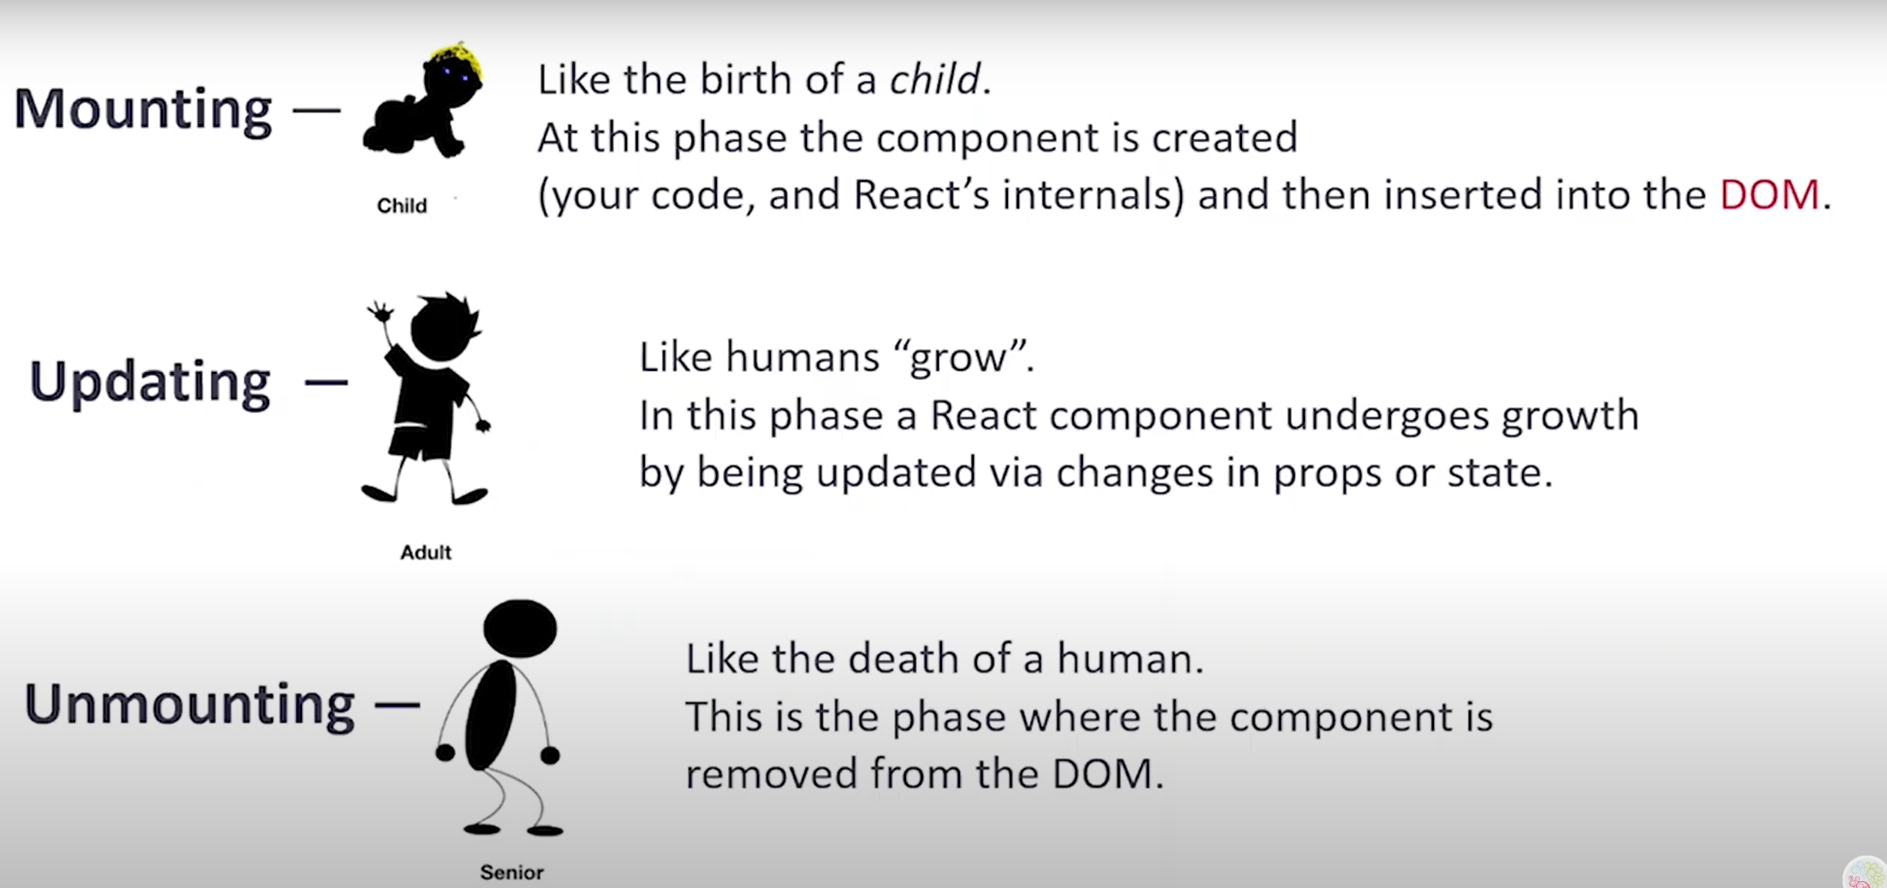 Mounting —
Child
Like the birth of a child.
At this phase the component is created
(your code, and React’s internals) and then inserted into the DOM.
Updating —
Adult
Like humans “grow”.
In this phase a React component undergoes growth
by being updated via changes in props or state.
Unmounting —
Senior
Like the death of a human.
This is the phase where the component is
removed from the DOM.